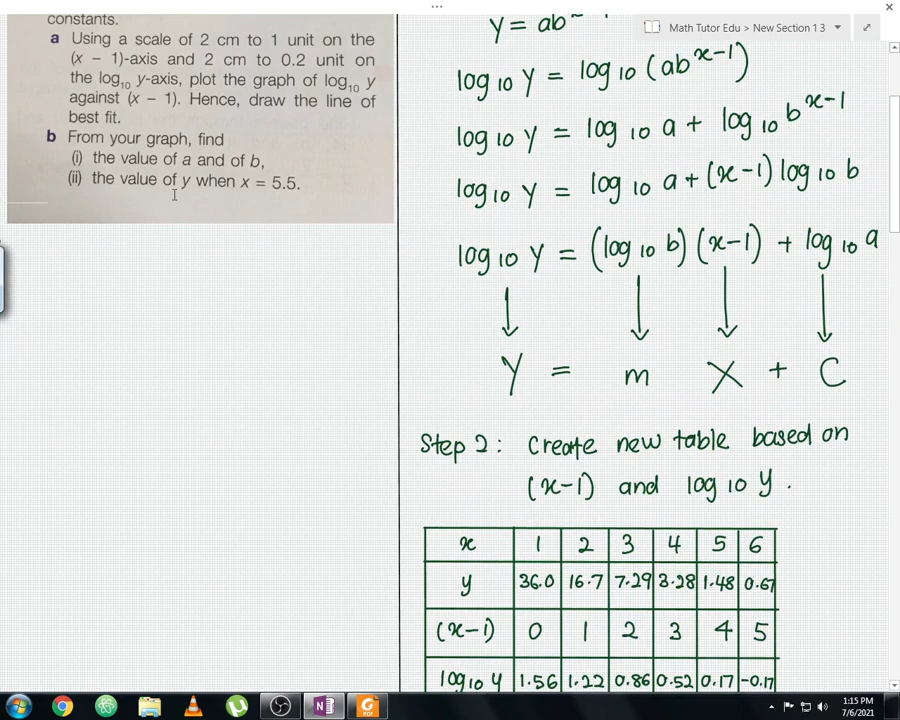 constants.
a Using a scale of 2 cm to 1 unit on the
(x − 1)-axis and 2 cm to 0.2 unit on
the log₁₀ y-axis, plot the graph of log₁₀ y
against (x − 1). Hence, draw the line of
best fit.
b From your graph, find
(i) the value of a and of b,
(ii) the value of y when x = 5.5.
Math Tutor Edu » New Section 13
log₁₀ y = log₁₀ (abˣ⁻¹)
log₁₀ y = log₁₀ a + log₁₀ bˣ⁻¹
log₁₀ y = log₁₀ a + (x−1) log₁₀ b
log₁₀ y = (log₁₀ b) (x−1) + log₁₀ a
Y = m X + C
Step 2: Create new table based on
(x−1) and log₁₀ y.
x 1 2 3 4 5 6
y 36.0 16.7 7.29 3.28 1.48 0.67
(x−1) 0 1 2 3 4 5
log₁₀ y 1.56 1.22 0.86 0.52 0.17 −0.17
1:15 PM
7/6/2021